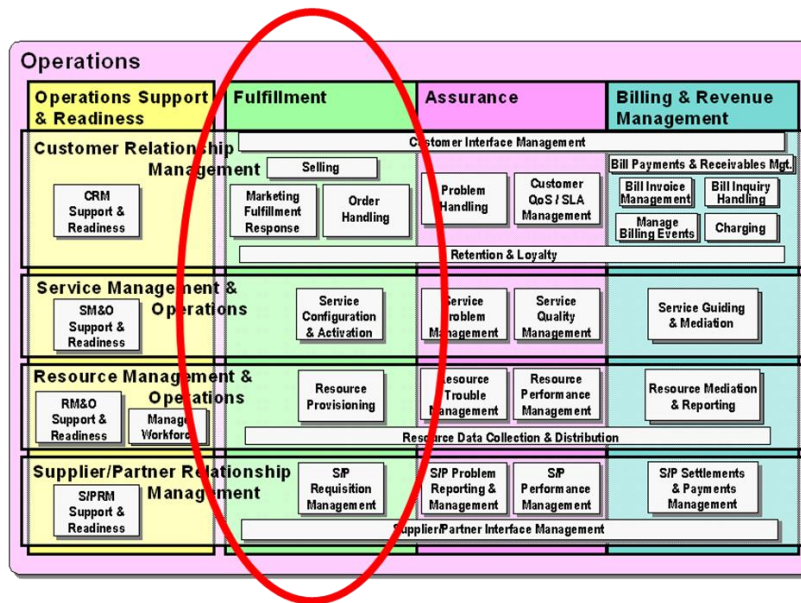 Operations
Operations Support
& Readiness
Fulfillment
Assurance
Billing & Revenue
Management
Customer Relationship
Management
Customer Interface Management
Selling
Bill Payments & Receivables Mgt.
CRM
Support &
Readiness
Marketing
Fulfillment
Response
Order
Handling
Problem
Handling
Customer
QoS / SLA
Management
Bill Invoice
Management
Bill Inquiry
Handling
Manage
Billing Events
Charging
Retention & Loyalty
Service Management &
Operations
SM&O
Support &
Readiness
Service
Configuration
& Activation
Service
Problem
Management
Service
Quality
Management
Service Guiding
& Mediation
Resource Management &
Operations
RM&O
Support &
Readiness
Manage
Workforce
Resource
Provisioning
Resource
Trouble
Management
Resource
Performance
Management
Resource Mediation
& Reporting
Resource Data Collection & Distribution
Supplier/Partner Relationship
Management
S/PRM
Support &
Readiness
S/P
Requisition
Management
S/P Problem
Reporting &
Management
S/P
Performance
Management
S/P Settlements
& Payments
Management
Supplier/Partner Interface Management